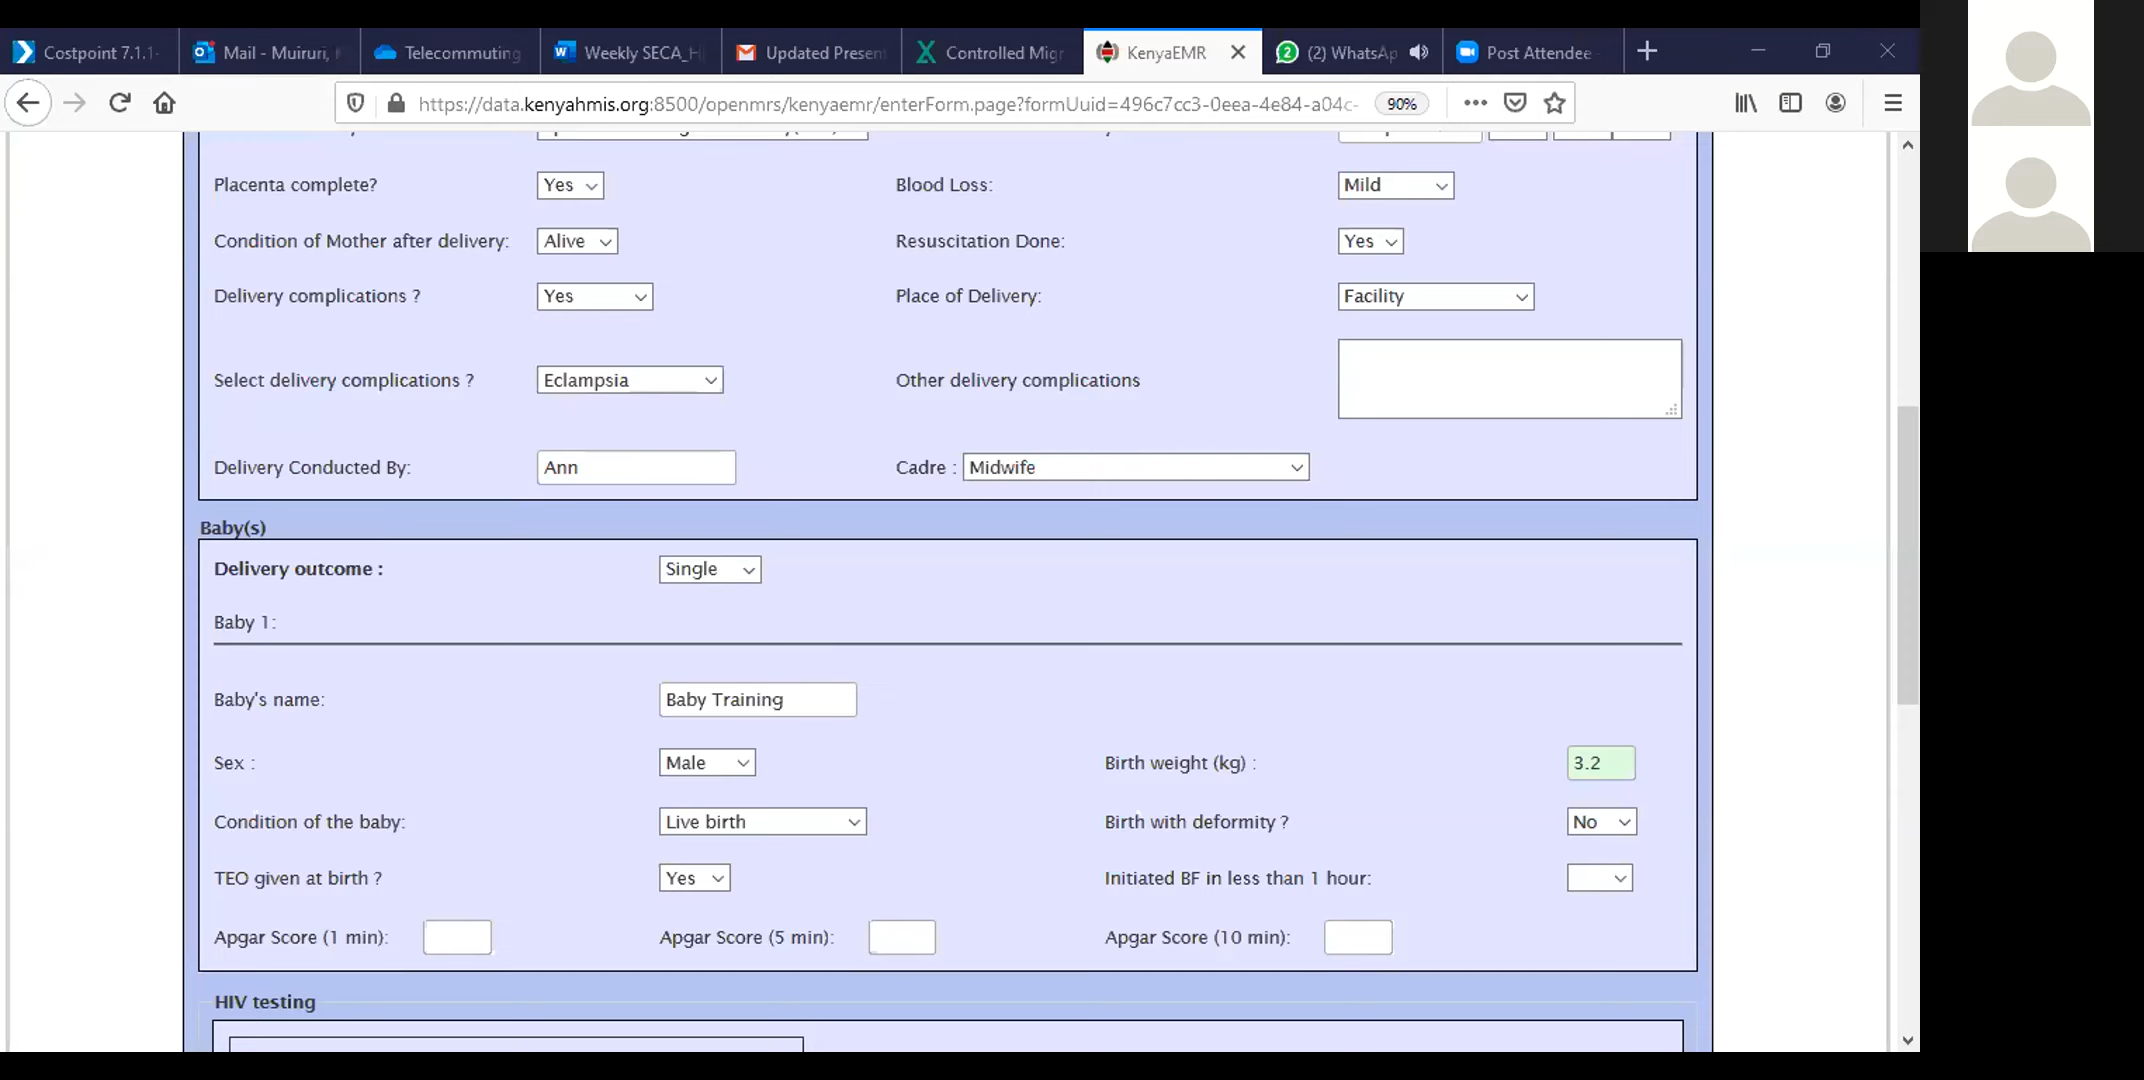 Costpoint 7.1.1- Mail - Muiruri, Telecommuting Weekly SECA_H Updated Present Controlled Migr KenyaEMR (2) WhatsAp Post Attendee -
https://data.kenyahmis.org:8500/openmrs/kenyaemr/enterForm.page?formUuid=496c7cc3-0eea-4e84-a04c- 90%
Placenta complete? Yes Blood Loss: Mild
Condition of Mother after delivery: Alive Resuscitation Done: Yes
Delivery complications ? Yes Place of Delivery: Facility
Select delivery complications ? Eclampsia Other delivery complications
Delivery Conducted By: Ann Cadre : Midwife
Baby(s)
Delivery outcome : Single
Baby 1:
Baby's name: Baby Training
Sex : Male Birth weight (kg) : 3.2
Condition of the baby: Live birth Birth with deformity ? No
TEO given at birth ? Yes Initiated BF in less than 1 hour:
Apgar Score (1 min): Apgar Score (5 min): Apgar Score (10 min):
HIV testing